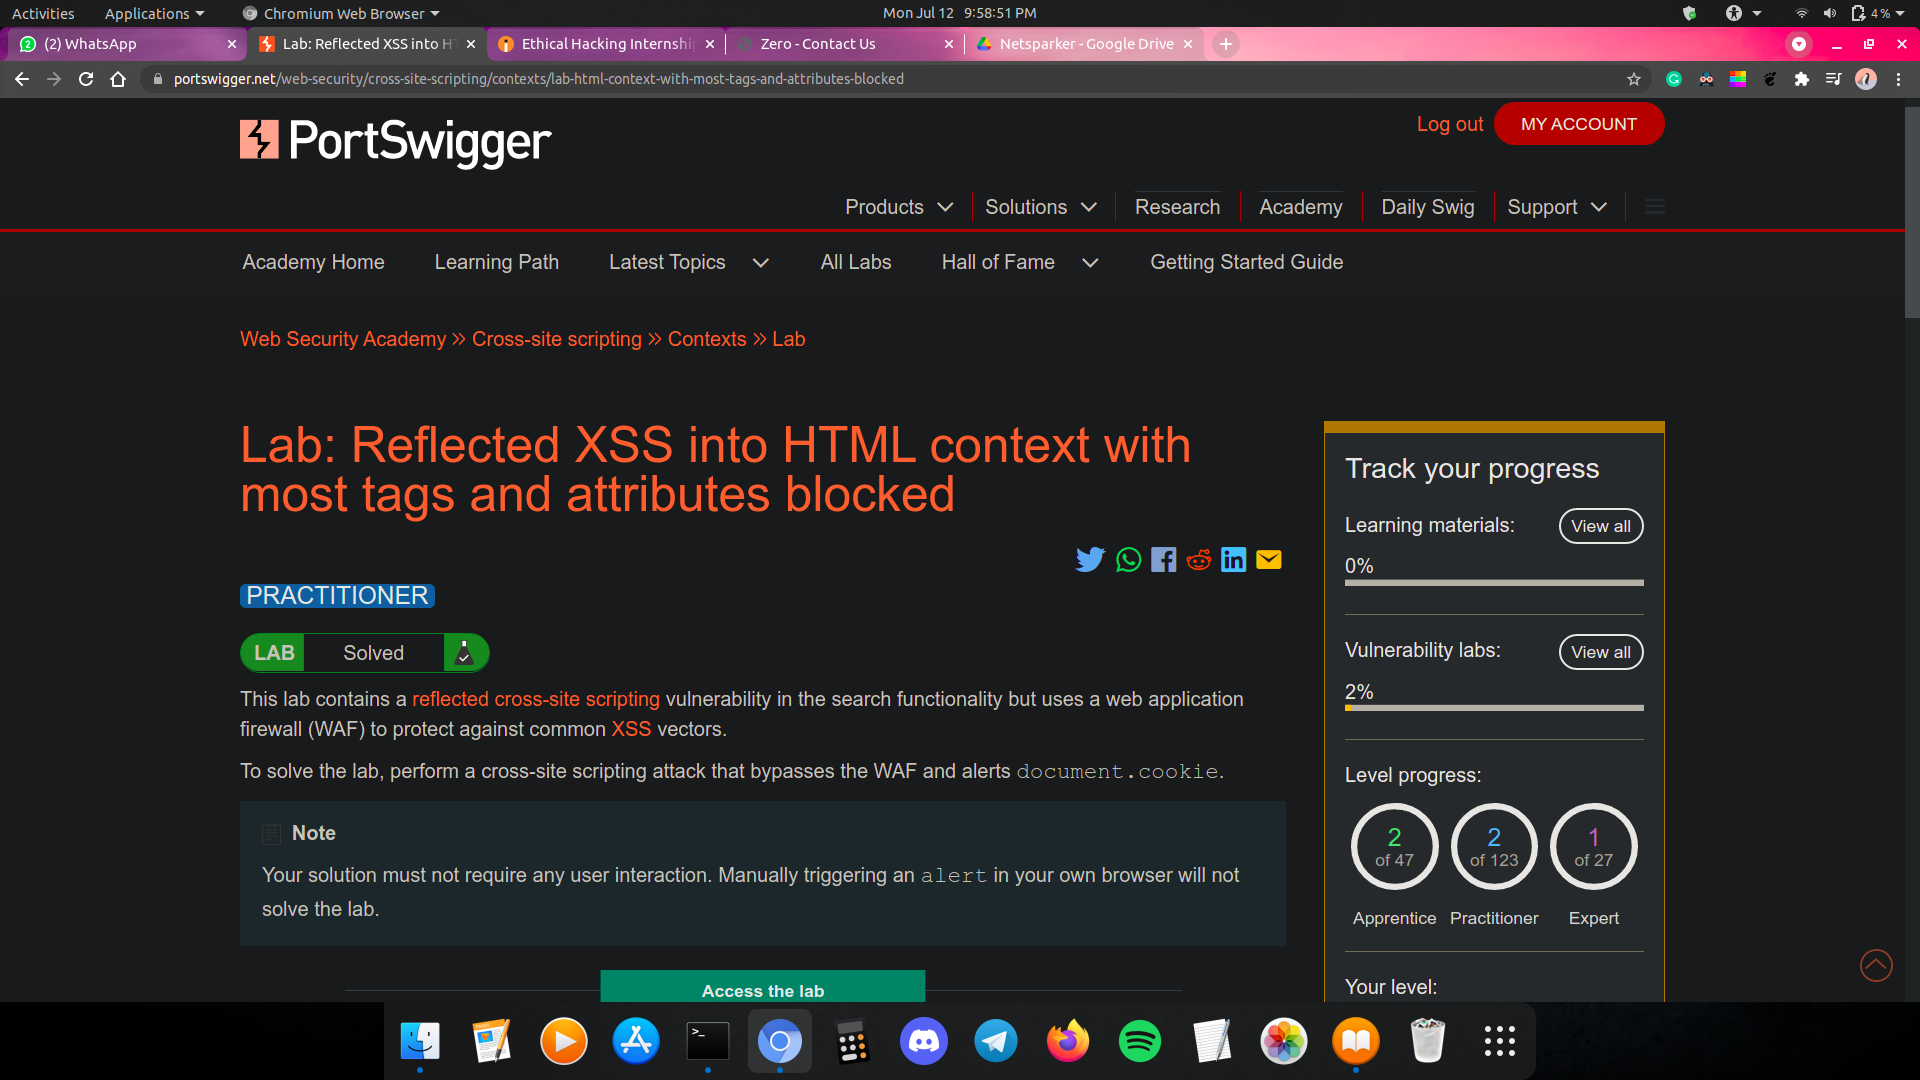 Activities Applications Chromium Web Browser Mon Jul 12 9:58:51 PM 4 %
(2) WhatsApp Lab: Reflected XSS into HT Ethical Hacking Internshi Zero - Contact Us Netsparker - Google Drive
portswigger.net/web-security/cross-site-scripting/contexts/lab-html-context-with-most-tags-and-attributes-blocked
PortSwigger
Log out MY ACCOUNT
Products Solutions Research Academy Daily Swig Support
Academy Home Learning Path Latest Topics All Labs Hall of Fame Getting Started Guide
Web Security Academy » Cross-site scripting » Contexts » Lab
Lab: Reflected XSS into HTML context with
most tags and attributes blocked
PRACTITIONER
LAB Solved
This lab contains a reflected cross-site scripting vulnerability in the search functionality but uses a web application
firewall (WAF) to protect against common XSS vectors.
To solve the lab, perform a cross-site scripting attack that bypasses the WAF and alerts document.cookie.
Note
Your solution must not require any user interaction. Manually triggering an alert in your own browser will not
solve the lab.
Access the lab
Track your progress
Learning materials: View all
0%
Vulnerability labs: View all
2%
Level progress:
2 2 1
of 47 of 123 of 27
Apprentice Practitioner Expert
Your level: